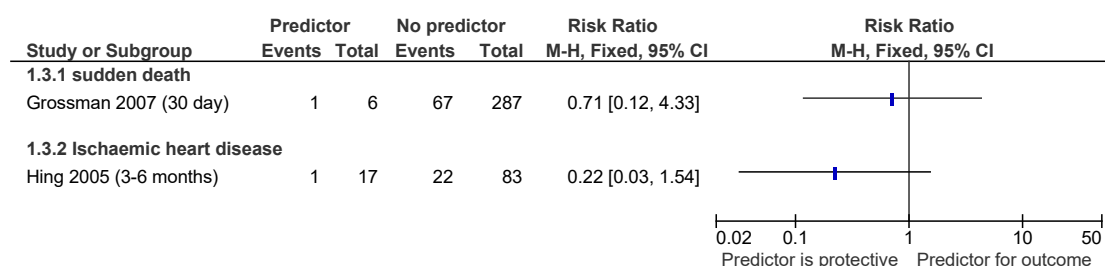 Predictor No predictor Risk Ratio Risk Ratio
Study or Subgroup Events Total Events Total M-H, Fixed, 95% CI M-H, Fixed, 95% CI
1.3.1 sudden death
Grossman 2007 (30 day) 1 6 67 287 0.71 [0.12, 4.33]
1.3.2 Ischaemic heart disease
Hing 2005 (3-6 months) 1 17 22 83 0.22 [0.03, 1.54]
0.02 0.1 1 10 50
Predictor is protective Predictor for outcome